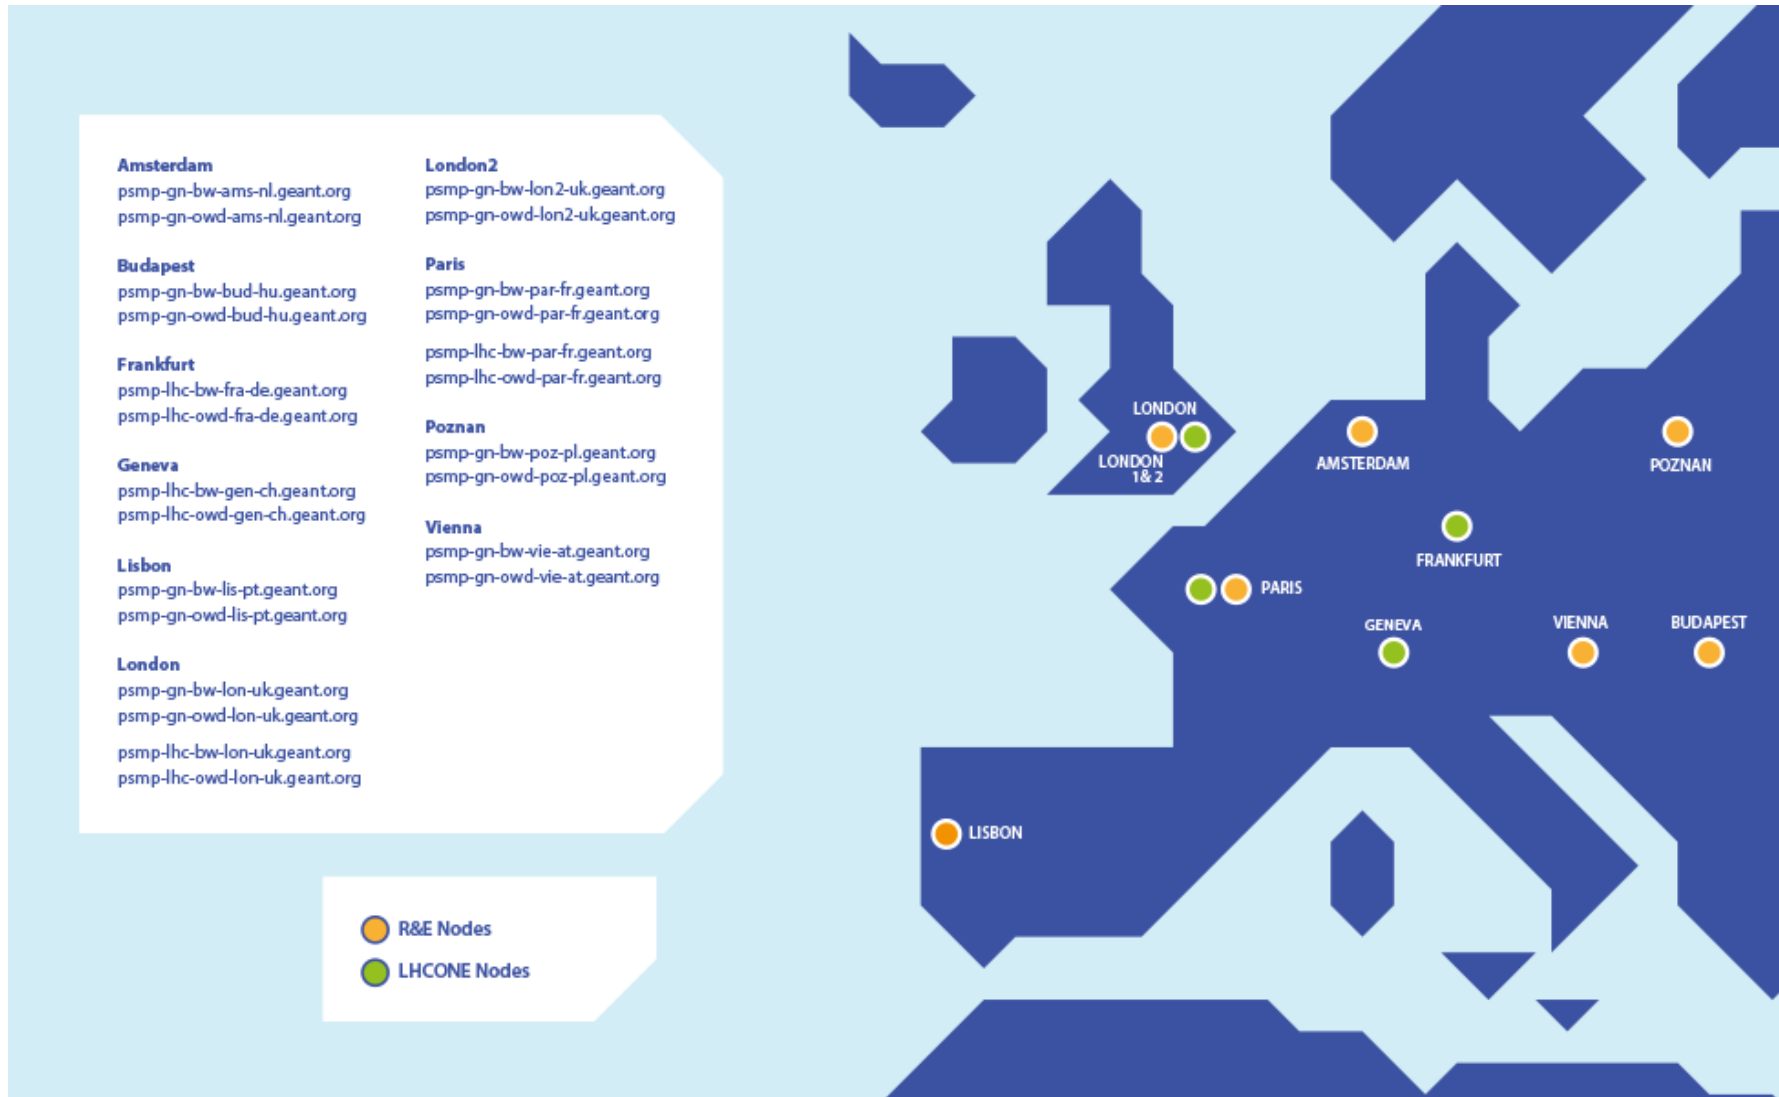 Amsterdam
psmp-gn-bw-ams-nl.geant.org
psmp-gn-owd-ams-nl.geant.org
Budapest
psmp-gn-bw-bud-hu.geant.org
psmp-gn-owd-bud-hu.geant.org
Frankfurt
psmp-lhc-bw-fra-de.geant.org
psmp-lhc-owd-fra-de.geant.org
Geneva
psmp-lhc-bw-gen-ch.geant.org
psmp-lhc-owd-gen-ch.geant.org
Lisbon
psmp-gn-bw-lis-pt.geant.org
psmp-gn-owd-lis-pt.geant.org
London
psmp-gn-bw-lon-uk.geant.org
psmp-gn-owd-lon-uk.geant.org
psmp-lhc-bw-lon-uk.geant.org
psmp-lhc-owd-lon-uk.geant.org
London2
psmp-gn-bw-lon2-uk.geant.org
psmp-gn-owd-lon2-uk.geant.org
Paris
psmp-gn-bw-par-fr.geant.org
psmp-gn-owd-par-fr.geant.org
psmp-lhc-bw-par-fr.geant.org
psmp-lhc-owd-par-fr.geant.org
Poznan
psmp-gn-bw-poz-pl.geant.org
psmp-gn-owd-poz-pl.geant.org
Vienna
psmp-gn-bw-vie-at.geant.org
psmp-gn-owd-vie-at.geant.org
R&E Nodes
LHCONE Nodes
LONDON
LONDON
1& 2
AMSTERDAM
POZNAN
FRANKFURT
PARIS
GENEVA
VIENNA
BUDAPEST
LISBON